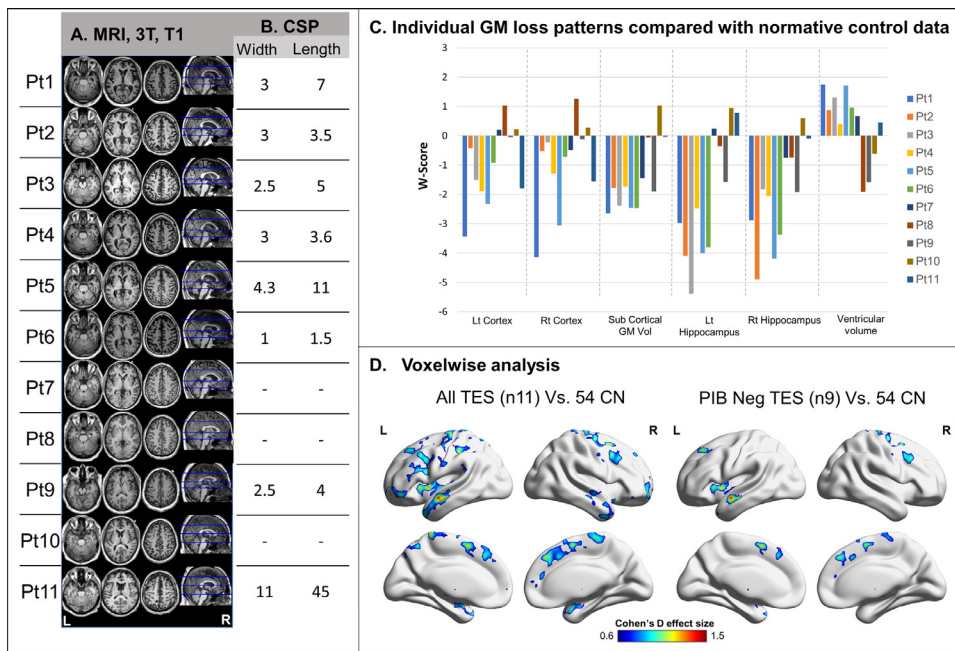 A. MRI, 3T, T1
B. CSP
Width Length
Pt1 3 7
Pt2 3 3.5
Pt3 2.5 5
Pt4 3 3.6
Pt5 4.3 11
Pt6 1 1.5
Pt7 - -
Pt8 - -
Pt9 2.5 4
Pt10 - -
Pt11 11 45
L R
C. Individual GM loss patterns compared with normative control data
3
2
1
0
-1
-2
-3
-4
-5
-6
W-Score
Lt Cortex
Rt Cortex
Sub Cortical
GM Vol
Lt
Hippocampus
Rt Hippocampus
Ventricular
volume
Pt1
Pt2
Pt3
Pt4
Pt5
Pt6
Pt7
Pt8
Pt9
Pt10
Pt11
D. Voxelwise analysis
All TES (n11) Vs. 54 CN
PIB Neg TES (n9) Vs. 54 CN
L R
L R
Cohen's D effect size
0.6 1.5